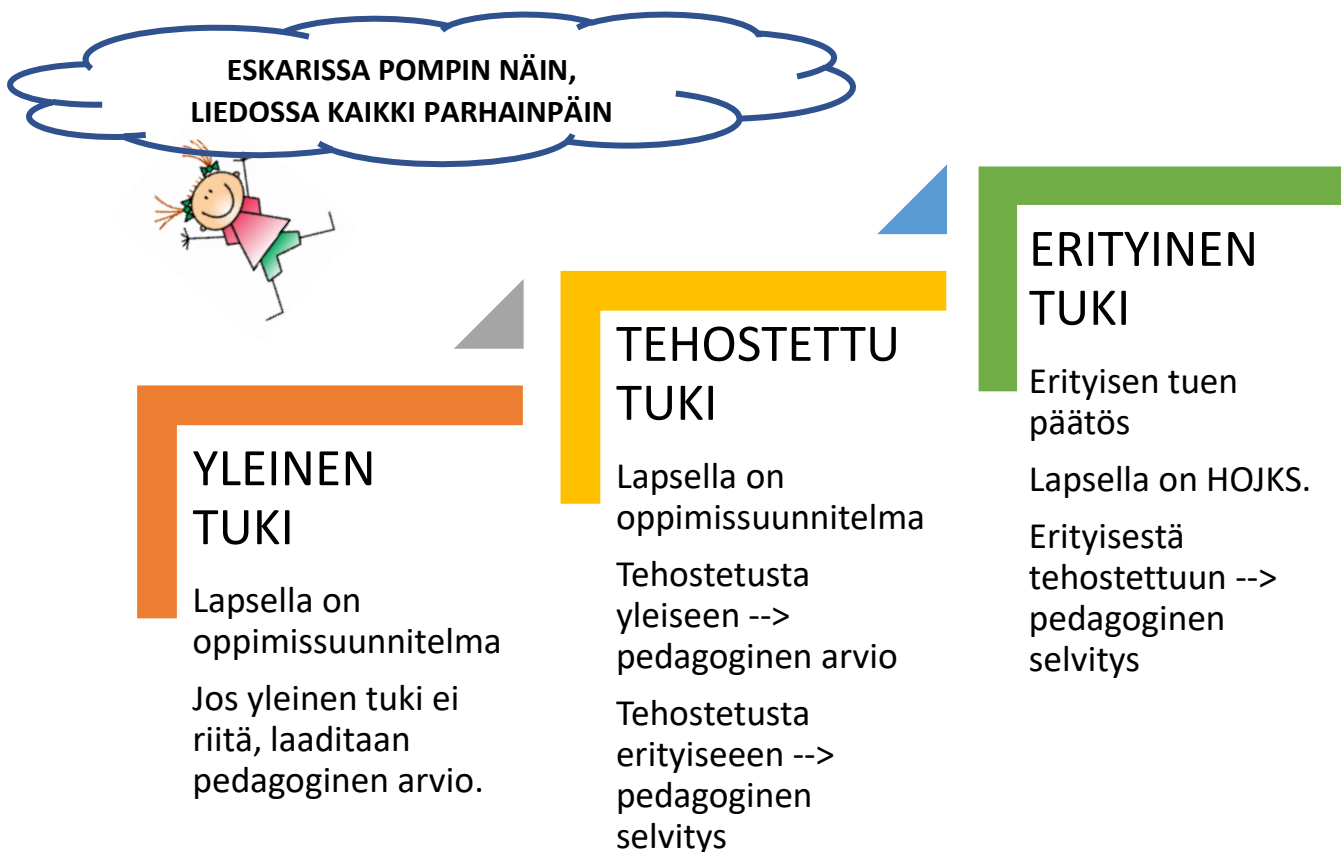 ESKARISSA POMPIN NÄIN,
LIEDOSSA KAIKKI PARHAINPÄIN
YLEINEN
TUKI
Lapsella on
oppimissuunnitelma
Jos yleinen tuki ei
riitä, laaditaan
pedagoginen arvio.
TEHOSTETTU
TUKI
Lapsella on
oppimissuunnitelma
Tehostetusta
yleiseen -->
pedagoginen arvio
Tehostetusta
erityiseeen -->
pedagoginen
selvitys
ERITYINEN
TUKI
Erityisen tuen
päätös
Lapsella on HOJKS.
Erityisestä
tehostettuun -->
pedagoginen
selvitys